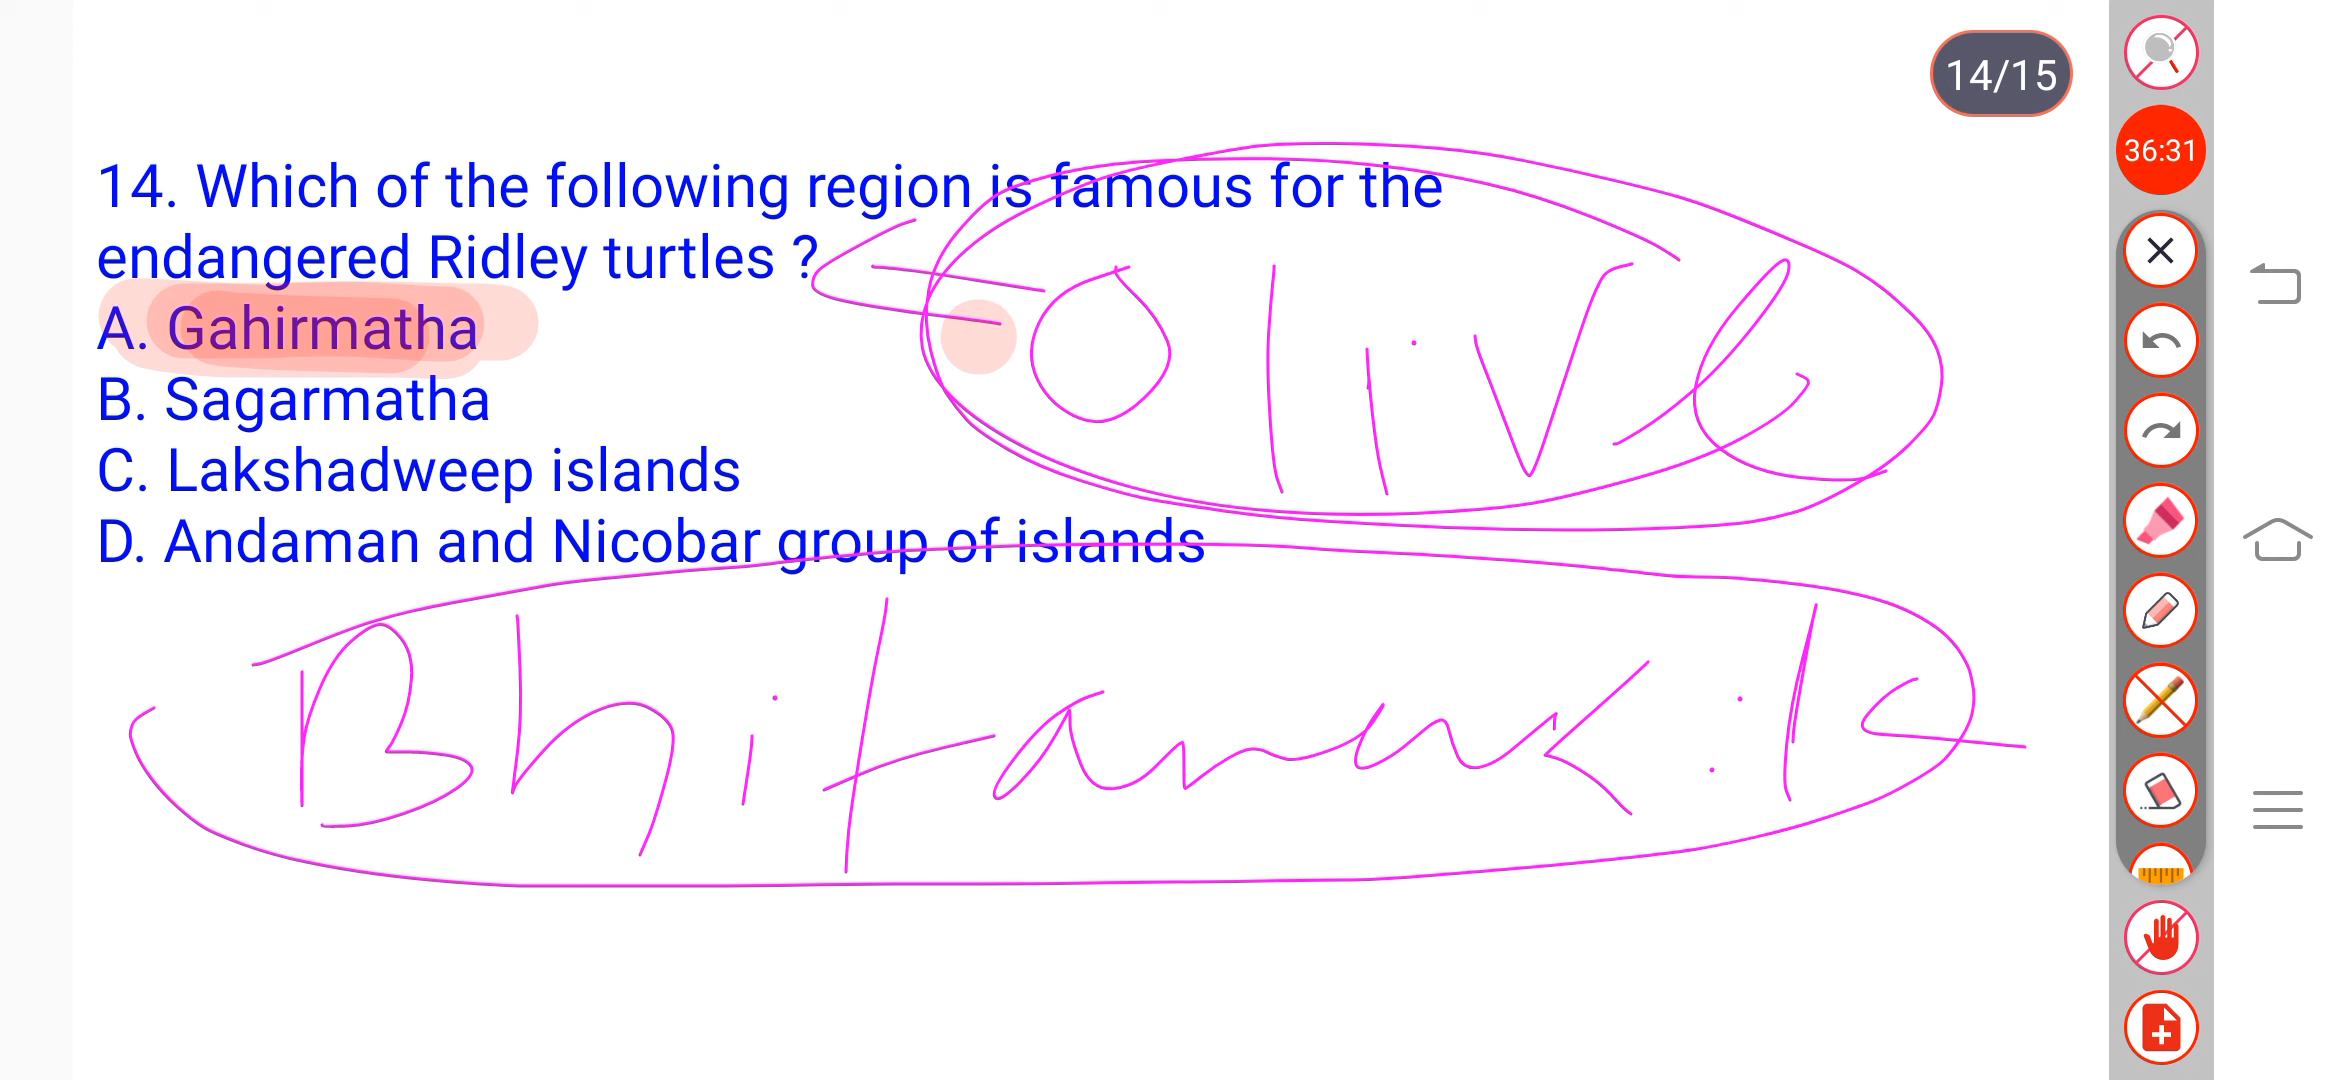 14/15
36:31
14. Which of the following region is famous for the
endangered Ridley turtles ?
Olive
A. Gahirmatha
B. Sagarmatha
C. Lakshadweep islands
D. Andaman and Nicobar group of islands